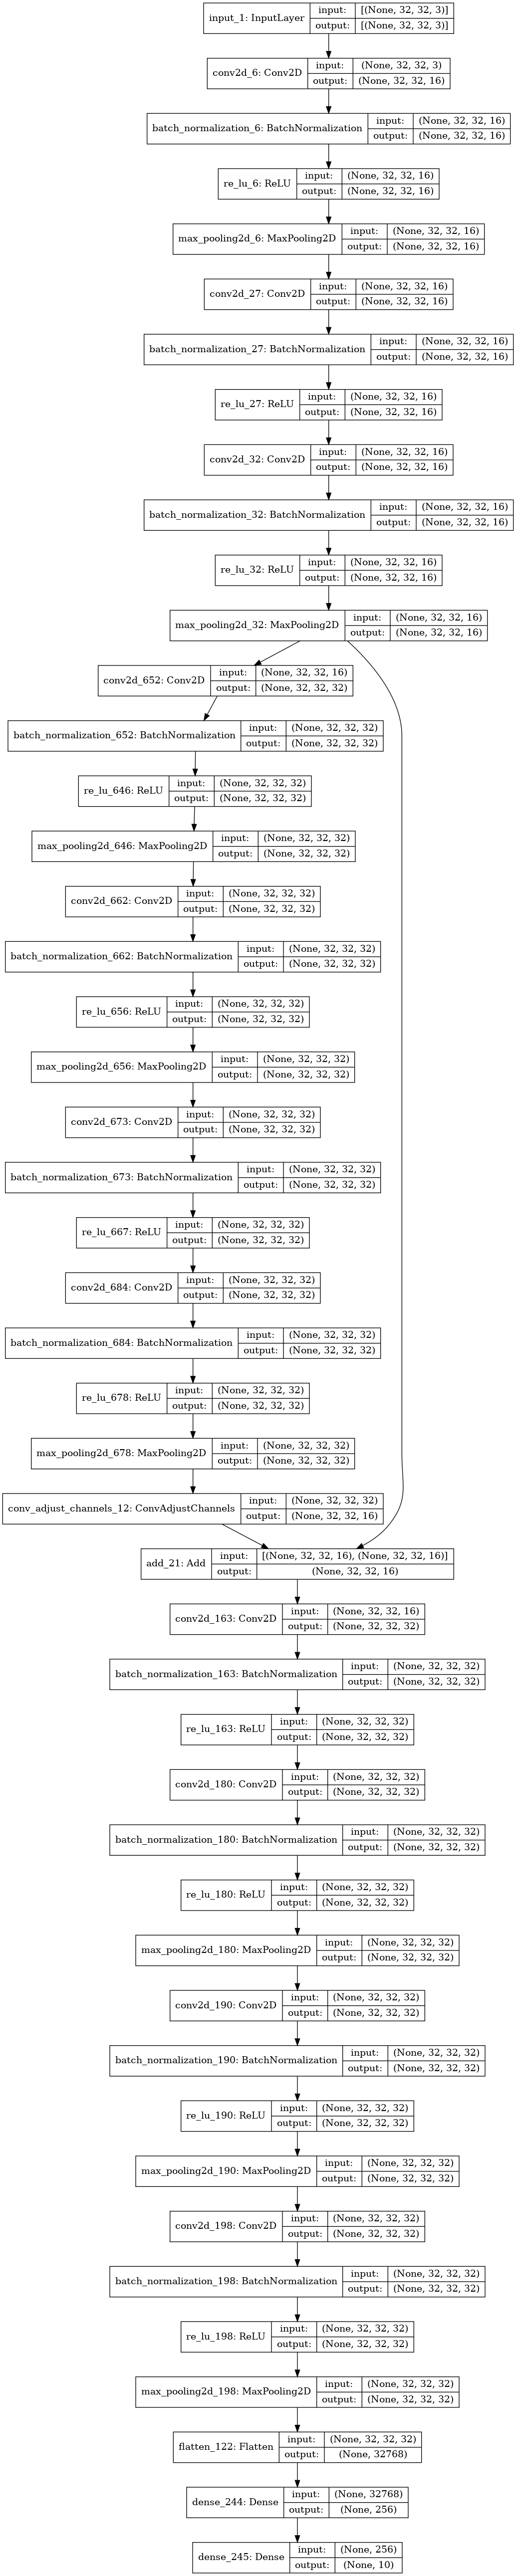 input_1: InputLayer input: [(None, 32, 32, 3)]
output: [(None, 32, 32, 3)]
conv2d_6: Conv2D input: (None, 32, 32, 3)
output: (None, 32, 32, 16)
batch_normalization_6: BatchNormalization input: (None, 32, 32, 16)
output: (None, 32, 32, 16)
re_lu_6: ReLU input: (None, 32, 32, 16)
output: (None, 32, 32, 16)
max_pooling2d_6: MaxPooling2D input: (None, 32, 32, 16)
output: (None, 32, 32, 16)
conv2d_27: Conv2D input: (None, 32, 32, 16)
output: (None, 32, 32, 16)
batch_normalization_27: BatchNormalization input: (None, 32, 32, 16)
output: (None, 32, 32, 16)
re_lu_27: ReLU input: (None, 32, 32, 16)
output: (None, 32, 32, 16)
conv2d_32: Conv2D input: (None, 32, 32, 16)
output: (None, 32, 32, 16)
batch_normalization_32: BatchNormalization input: (None, 32, 32, 16)
output: (None, 32, 32, 16)
re_lu_32: ReLU input: (None, 32, 32, 16)
output: (None, 32, 32, 16)
max_pooling2d_32: MaxPooling2D input: (None, 32, 32, 16)
output: (None, 32, 32, 16)
conv2d_652: Conv2D input: (None, 32, 32, 16)
output: (None, 32, 32, 32)
batch_normalization_652: BatchNormalization input: (None, 32, 32, 32)
output: (None, 32, 32, 32)
re_lu_646: ReLU input: (None, 32, 32, 32)
output: (None, 32, 32, 32)
max_pooling2d_646: MaxPooling2D input: (None, 32, 32, 32)
output: (None, 32, 32, 32)
conv2d_662: Conv2D input: (None, 32, 32, 32)
output: (None, 32, 32, 32)
batch_normalization_662: BatchNormalization input: (None, 32, 32, 32)
output: (None, 32, 32, 32)
re_lu_656: ReLU input: (None, 32, 32, 32)
output: (None, 32, 32, 32)
max_pooling2d_656: MaxPooling2D input: (None, 32, 32, 32)
output: (None, 32, 32, 32)
conv2d_673: Conv2D input: (None, 32, 32, 32)
output: (None, 32, 32, 32)
batch_normalization_673: BatchNormalization input: (None, 32, 32, 32)
output: (None, 32, 32, 32)
re_lu_667: ReLU input: (None, 32, 32, 32)
output: (None, 32, 32, 32)
conv2d_684: Conv2D input: (None, 32, 32, 32)
output: (None, 32, 32, 32)
batch_normalization_684: BatchNormalization input: (None, 32, 32, 32)
output: (None, 32, 32, 32)
re_lu_678: ReLU input: (None, 32, 32, 32)
output: (None, 32, 32, 32)
max_pooling2d_678: MaxPooling2D input: (None, 32, 32, 32)
output: (None, 32, 32, 32)
conv_adjust_channels_12: ConvAdjustChannels input: (None, 32, 32, 32)
output: (None, 32, 32, 16)
add_21: Add input: [(None, 32, 32, 16), (None, 32, 32, 16)]
output: (None, 32, 32, 16)
conv2d_163: Conv2D input: (None, 32, 32, 16)
output: (None, 32, 32, 32)
batch_normalization_163: BatchNormalization input: (None, 32, 32, 32)
output: (None, 32, 32, 32)
re_lu_163: ReLU input: (None, 32, 32, 32)
output: (None, 32, 32, 32)
conv2d_180: Conv2D input: (None, 32, 32, 32)
output: (None, 32, 32, 32)
batch_normalization_180: BatchNormalization input: (None, 32, 32, 32)
output: (None, 32, 32, 32)
re_lu_180: ReLU input: (None, 32, 32, 32)
output: (None, 32, 32, 32)
max_pooling2d_180: MaxPooling2D input: (None, 32, 32, 32)
output: (None, 32, 32, 32)
conv2d_190: Conv2D input: (None, 32, 32, 32)
output: (None, 32, 32, 32)
batch_normalization_190: BatchNormalization input: (None, 32, 32, 32)
output: (None, 32, 32, 32)
re_lu_190: ReLU input: (None, 32, 32, 32)
output: (None, 32, 32, 32)
max_pooling2d_190: MaxPooling2D input: (None, 32, 32, 32)
output: (None, 32, 32, 32)
conv2d_198: Conv2D input: (None, 32, 32, 32)
output: (None, 32, 32, 32)
batch_normalization_198: BatchNormalization input: (None, 32, 32, 32)
output: (None, 32, 32, 32)
re_lu_198: ReLU input: (None, 32, 32, 32)
output: (None, 32, 32, 32)
max_pooling2d_198: MaxPooling2D input: (None, 32, 32, 32)
output: (None, 32, 32, 32)
flatten_122: Flatten input: (None, 32, 32, 32)
output: (None, 32768)
dense_244: Dense input: (None, 32768)
output: (None, 256)
dense_245: Dense input: (None, 256)
output: (None, 10)